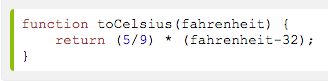 function toCelsius(fahrenheit) {
    return (5/9) * (fahrenheit-32);
}